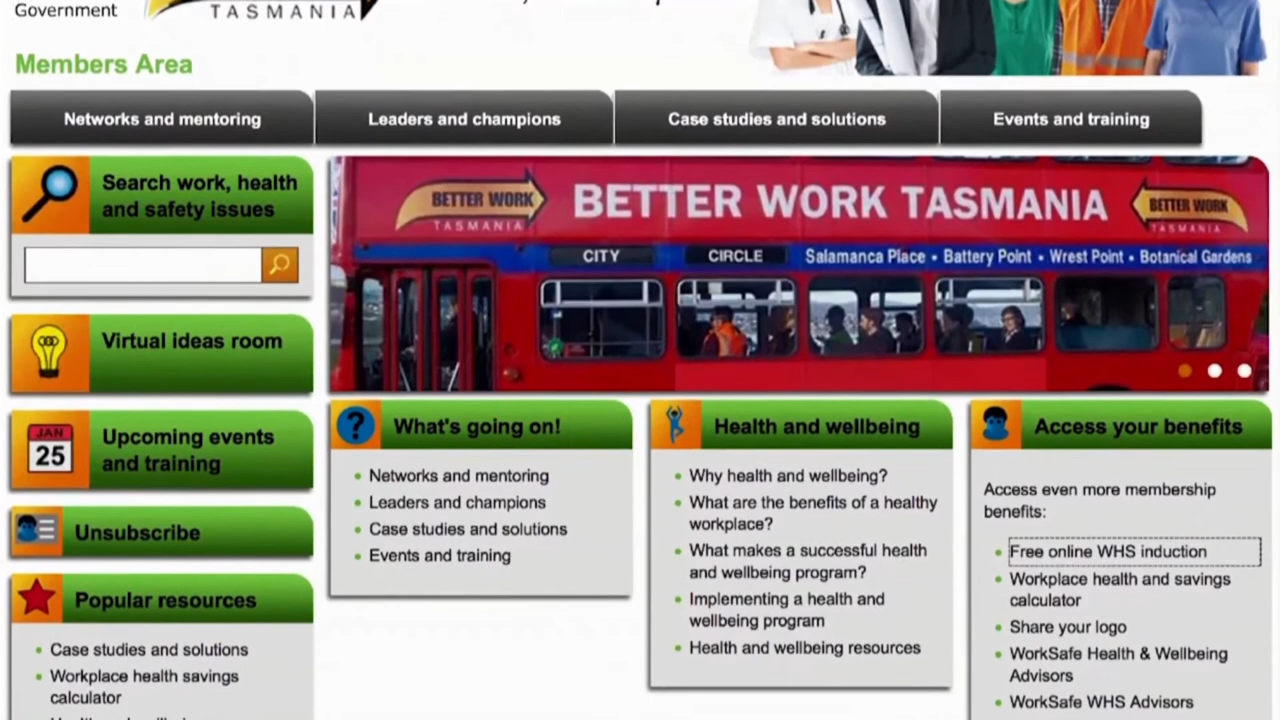 Government
TASMANIA
Members Area
Networks and mentoring
Leaders and champions
Case studies and solutions
Events and training
Search work, health
and safety issues
Virtual ideas room
JAN
25
Upcoming events
and training
Unsubscribe
Popular resources
Case studies and solutions
Workplace health savings
calculator
BETTER WORK
TASMANIA
BETTER WORK TASMANIA
BETTER WORK
TASMANIA
CITY
CIRCLE
Salamanca Place • Battery Point • Wrest Point • Botanical Gardens
?
What's going on!
Networks and mentoring
Leaders and champions
Case studies and solutions
Events and training
Health and wellbeing
Why health and wellbeing?
What are the benefits of a healthy
workplace?
What makes a successful health
and wellbeing program?
Implementing a health and
wellbeing program
Health and wellbeing resources
Access your benefits
Access even more membership
benefits:
Free online WHS induction
Workplace health and savings
calculator
Share your logo
WorkSafe Health & Wellbeing
Advisors
WorkSafe WHS Advisors